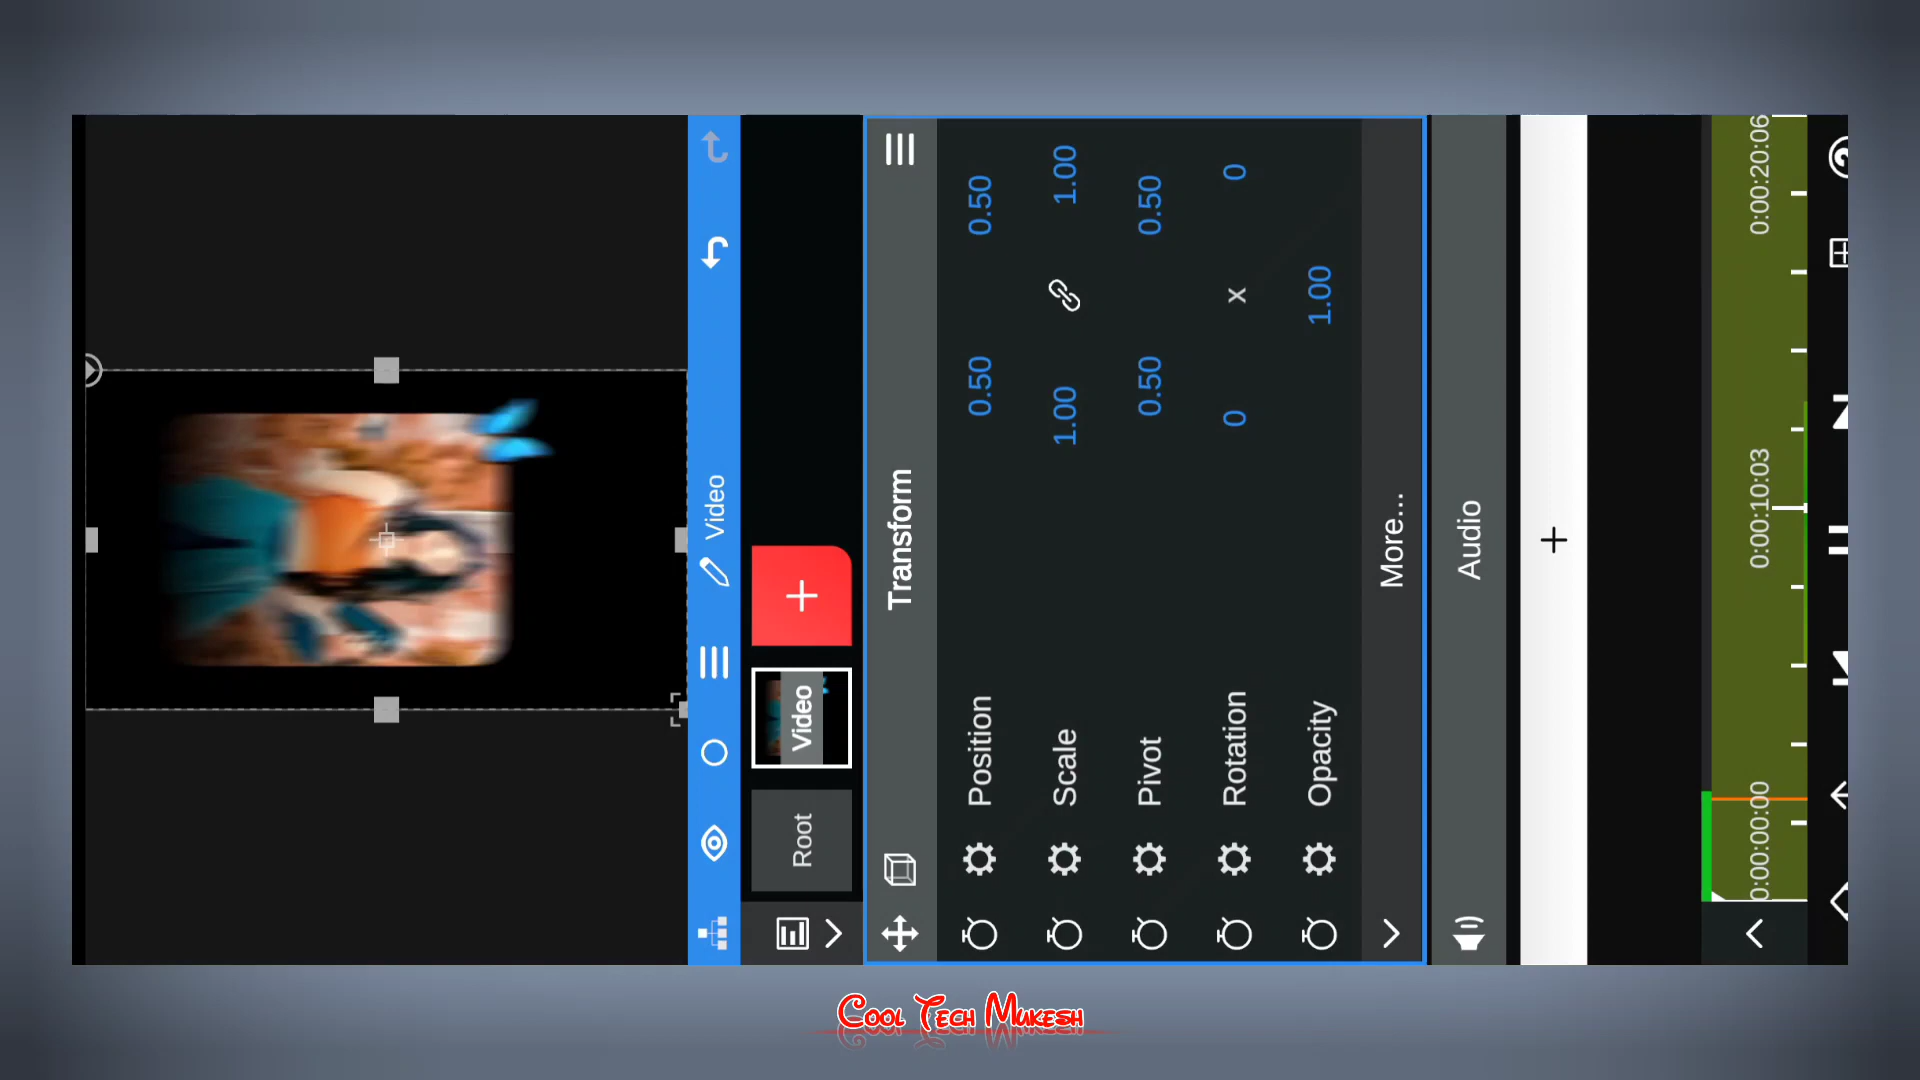 Video
Root
Video
Transform
Position 0.50 0.50
Scale 1.00 1.00
Pivot 0.50 0.50
Rotation 0 x 0
Opacity 1.00
More...
Audio
0:00:00:00 0:00:10:03 0:00:20:06
Cool Tech Mukesh